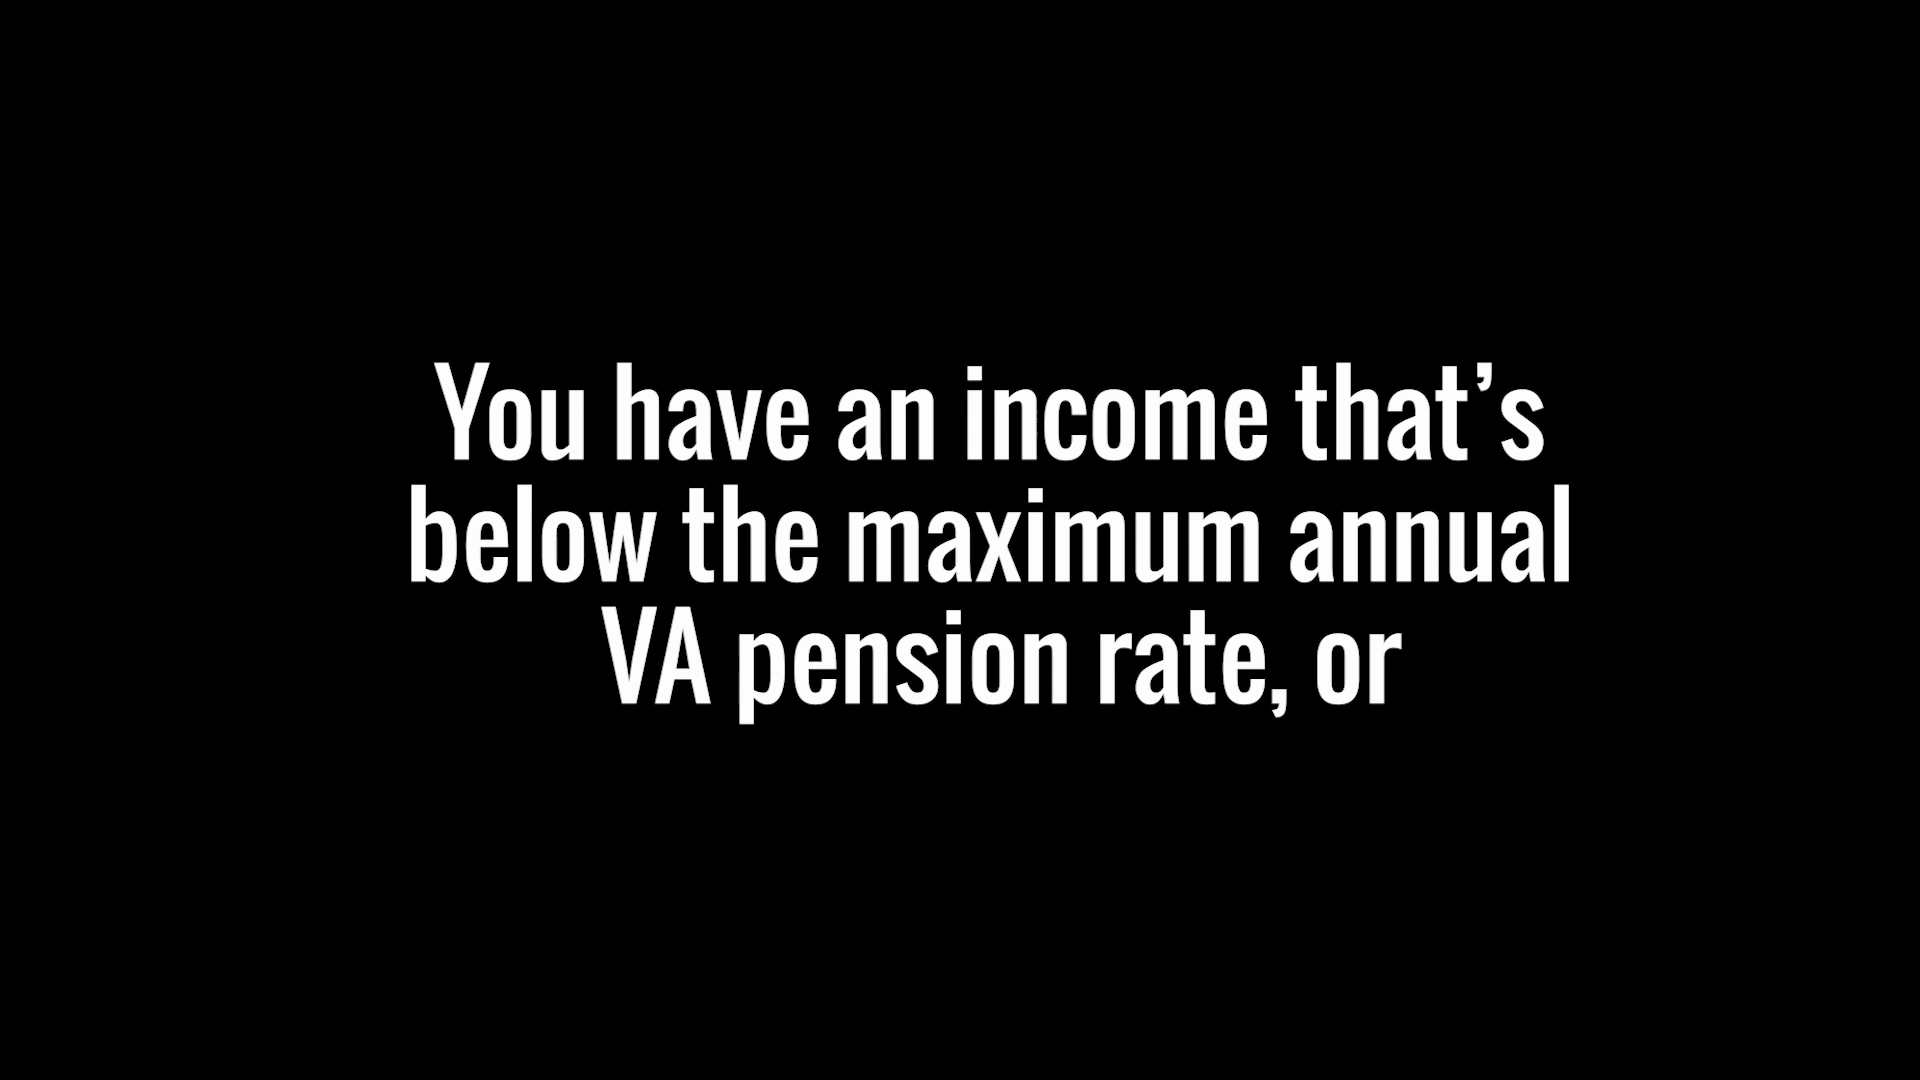 You have an income that’s
below the maximum annual
VA pension rate, or